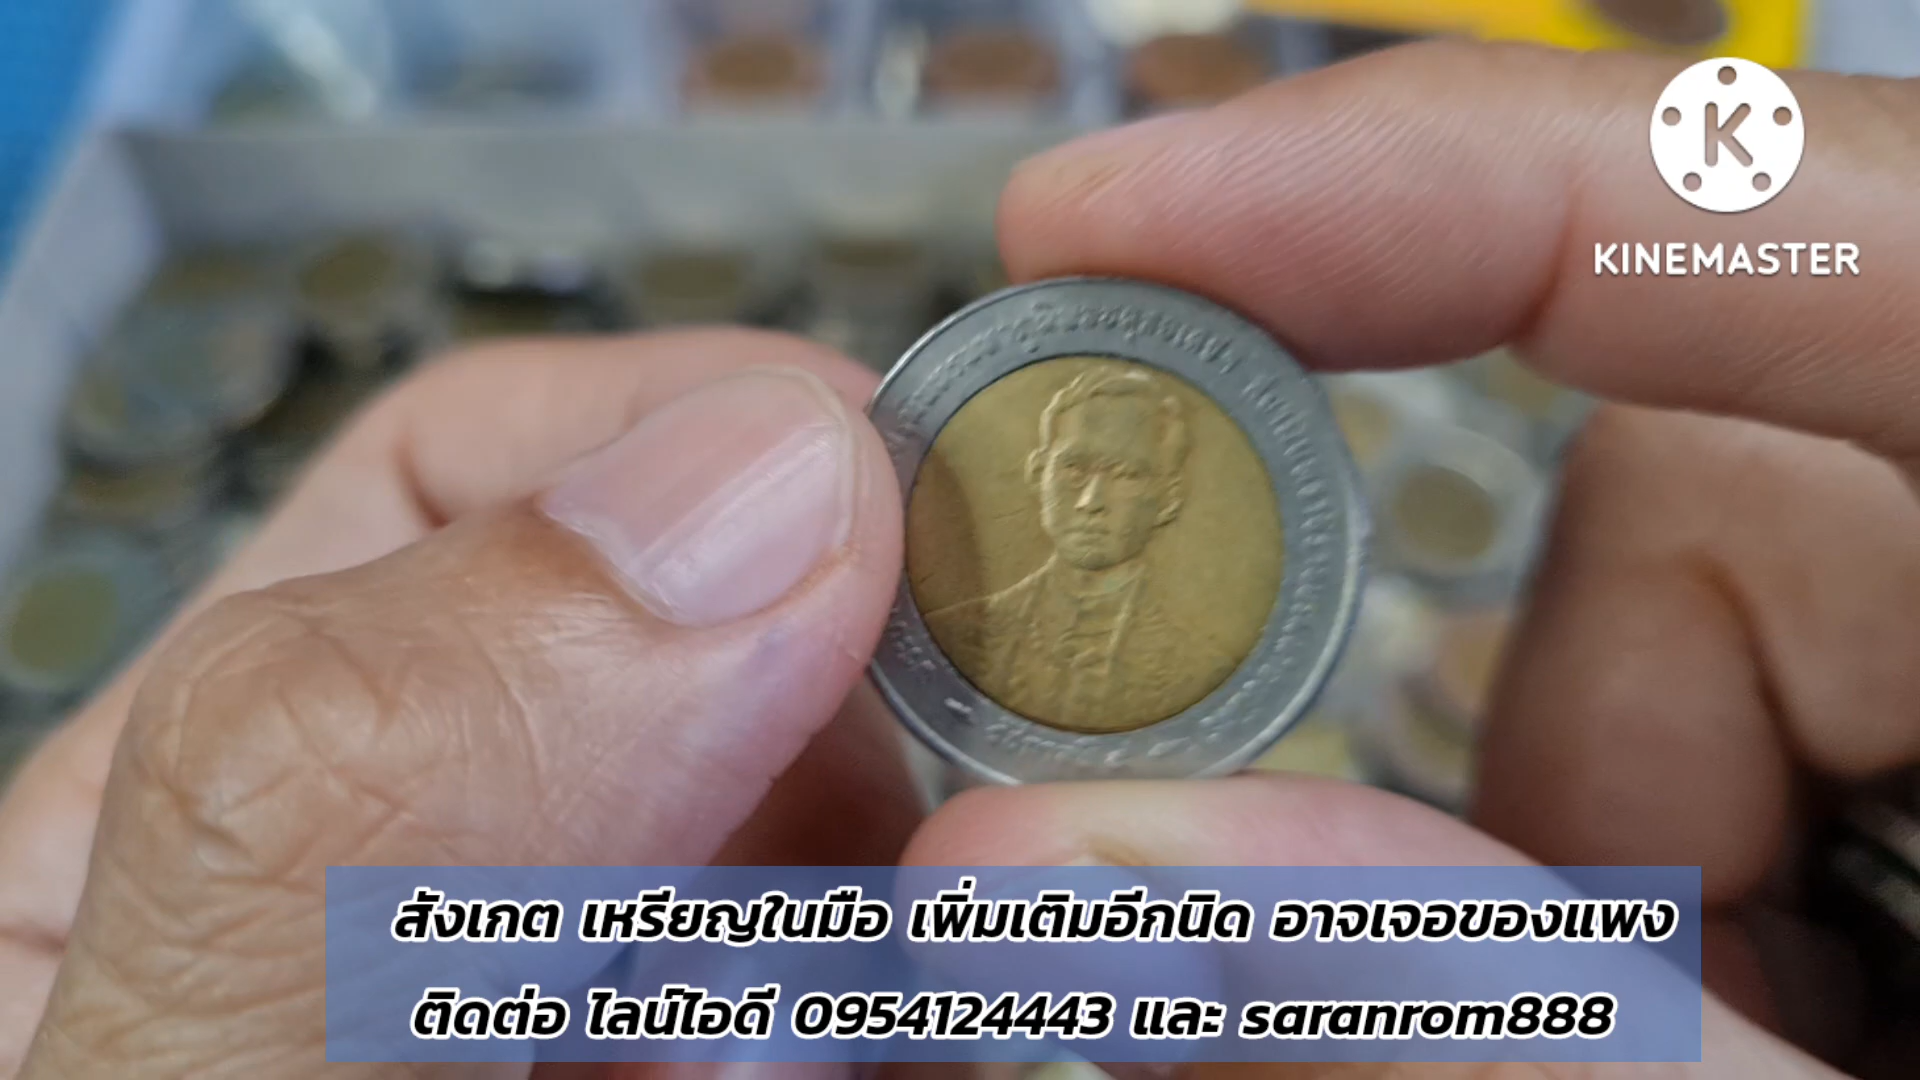 KINEMASTER
สังเกต เหรียญในมือ เพิ่มเติมอีกนิด อาจเจอของแพง
ติดต่อ ไลน์ไอดี 0954124443 และ saranrom888